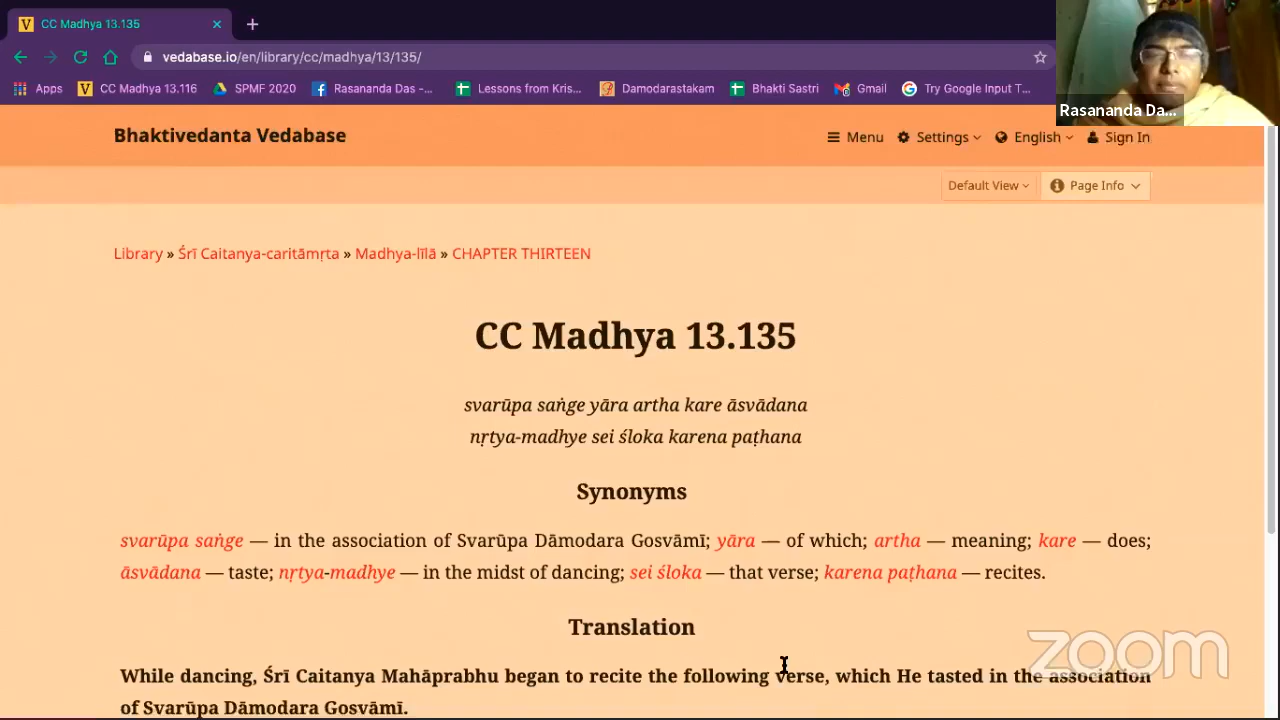 CC Madhya 13.135
vedabase.io/en/library/cc/madhya/13/135/
Apps CC Madhya 13.116 SPMF 2020 Rasananda Das -... Lessons from Kris... Damodarastakam Bhakti Sastri Gmail Try Google Input T...
Rasananda Da...
Bhaktivedanta Vedabase Menu Settings English Sign In
Default View Page Info
Library » Śrī Caitanya-caritāmṛta » Madhya-līlā » CHAPTER THIRTEEN
CC Madhya 13.135
svarūpa saṅge yāra artha kare āsvādana
nṛtya-madhye sei śloka karena paṭhana
Synonyms
svarūpa saṅge — in the association of Svarūpa Dāmodara Gosvāmī; yāra — of which; artha — meaning; kare — does;
āsvādana — taste; nṛtya-madhye — in the midst of dancing; sei śloka — that verse; karena paṭhana — recites.
Translation
While dancing, Śrī Caitanya Mahāprabhu began to recite the following verse, which He tasted in the association
of Svarūpa Dāmodara Gosvāmī.
zoom